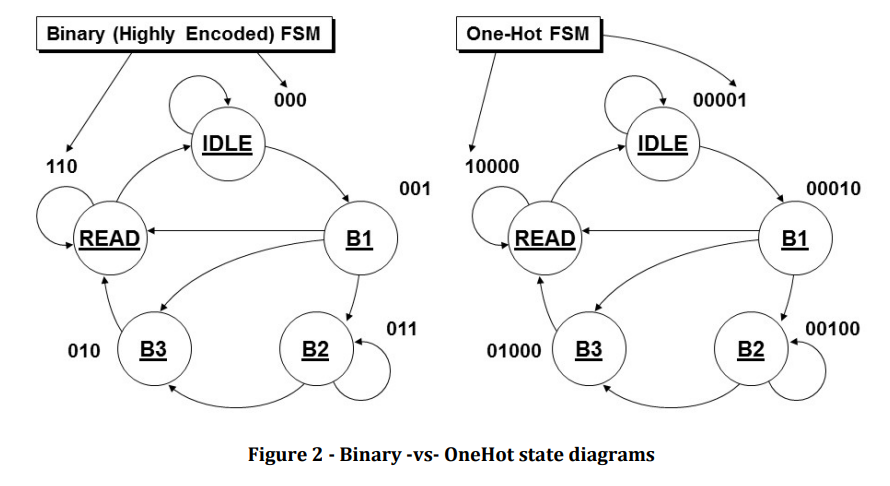 Binary (Highly Encoded) FSM
000
IDLE
110
001
READ
B1
011
010
B3
B2
One-Hot FSM
00001
IDLE
10000
00010
READ
B1
00100
01000
B3
B2
Figure 2 - Binary -vs- OneHot state diagrams